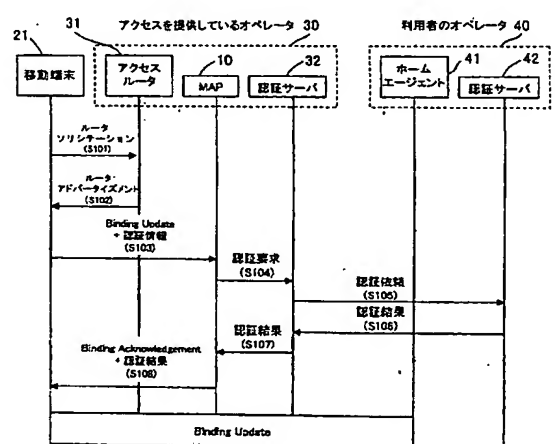 アクセスを提供しているオペレータ 30
利用者のオペレータ 40
21
31
10
32
41
42
移動端末
アクセス
ルータ
MAP
認証サーバ
ホーム
エージェント
認証サーバ
ルータ
ソリシテーション
(S101)
ルータ
アドバータイズメント
(S102)
Binding Update
+ 認証情報
(S103)
認証要求
(S104)
認証依頼
(S105)
認証結果
(S106)
認証結果
(S107)
Binding Acknowledgement
+ 認証結果
(S108)
Binding Update